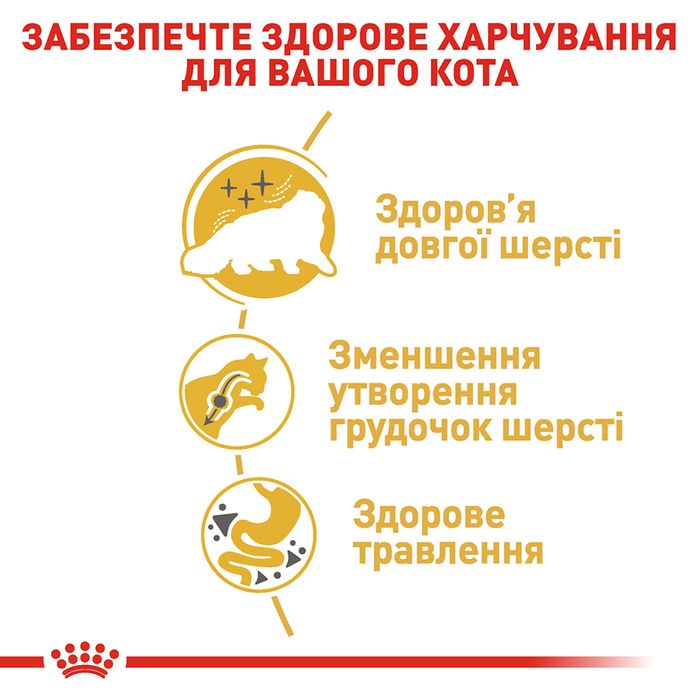 ЗАБЕЗПЕЧТЕ ЗДОРОВЕ ХАРЧУВАННЯ
ДЛЯ ВАШОГО КОТА
Здоров’я
довгої шерсті
Зменшення
утворення
грудочок шерсті
Здорове
травлення